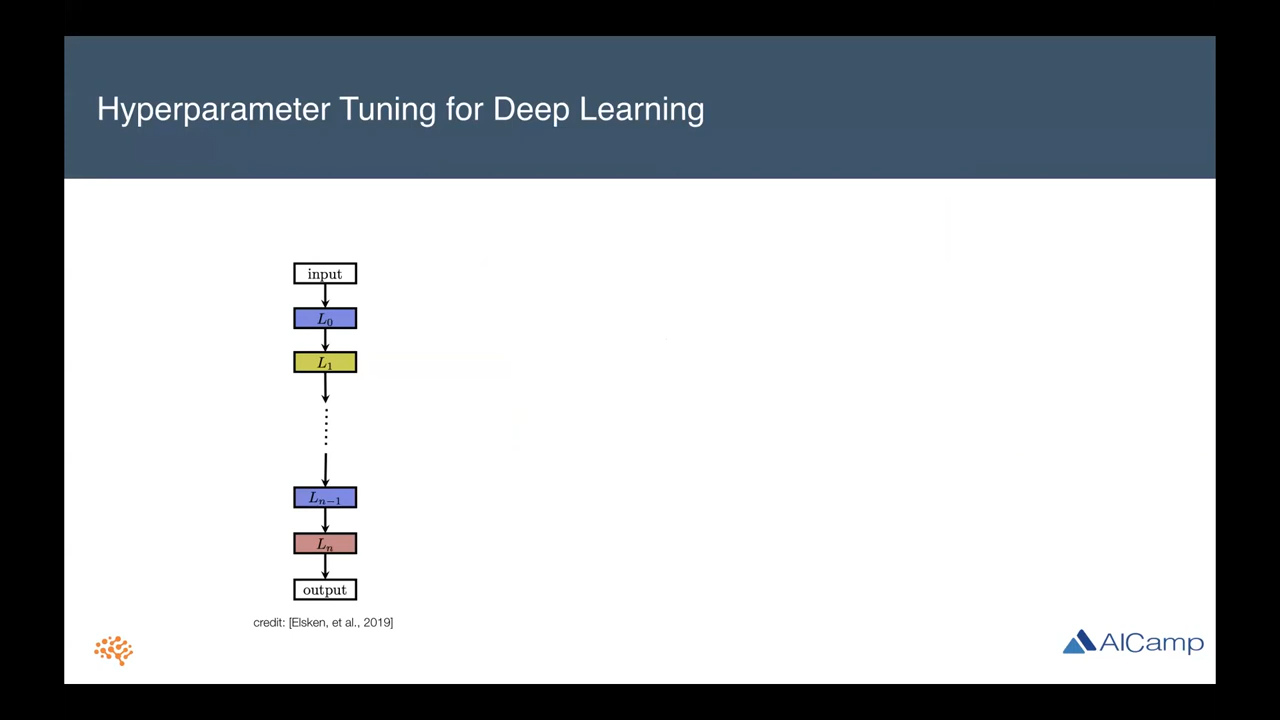 Hyperparameter Tuning for Deep Learning
input
L0
L1
Ln−1
Ln
output
credit: [Elsken, et al., 2019]
AICamp